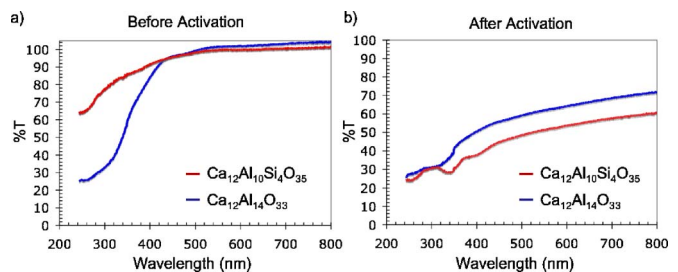 a)
Before Activation
100
90
80
70
60
50
40
30
20
10
0
%T
Ca12Al10Si4O35
Ca12Al14O33
200 300 400 500 600 700 800
Wavelength (nm)
b)
After Activation
100
90
80
70
60
50
40
30
20
10
0
%T
Ca12Al10Si4O35
Ca12Al14O33
200 300 400 500 600 700 800
Wavelength (nm)